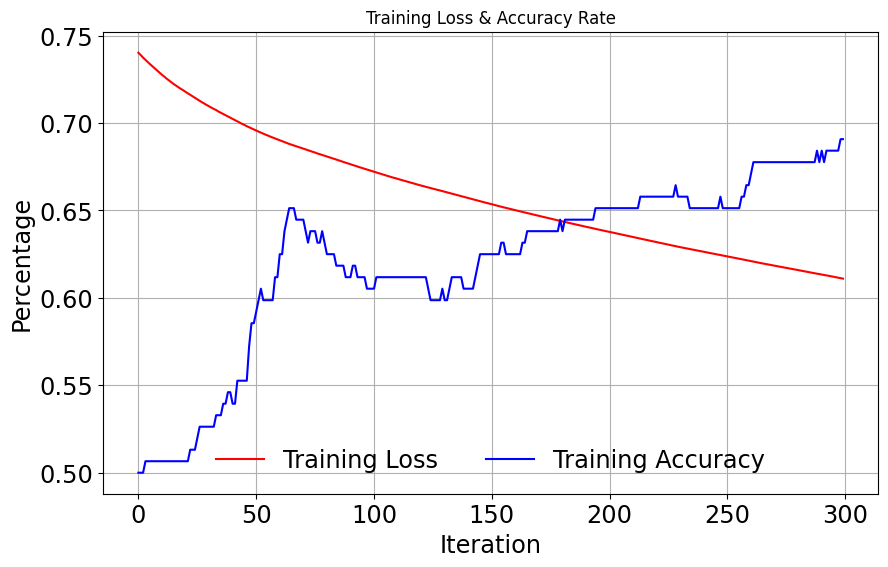 Training Loss & Accuracy Rate
0.75
0.70
0.65
0.60
0.55
0.50
Percentage
Training Loss
Training Accuracy
0 50 100 150 200 250 300
Iteration